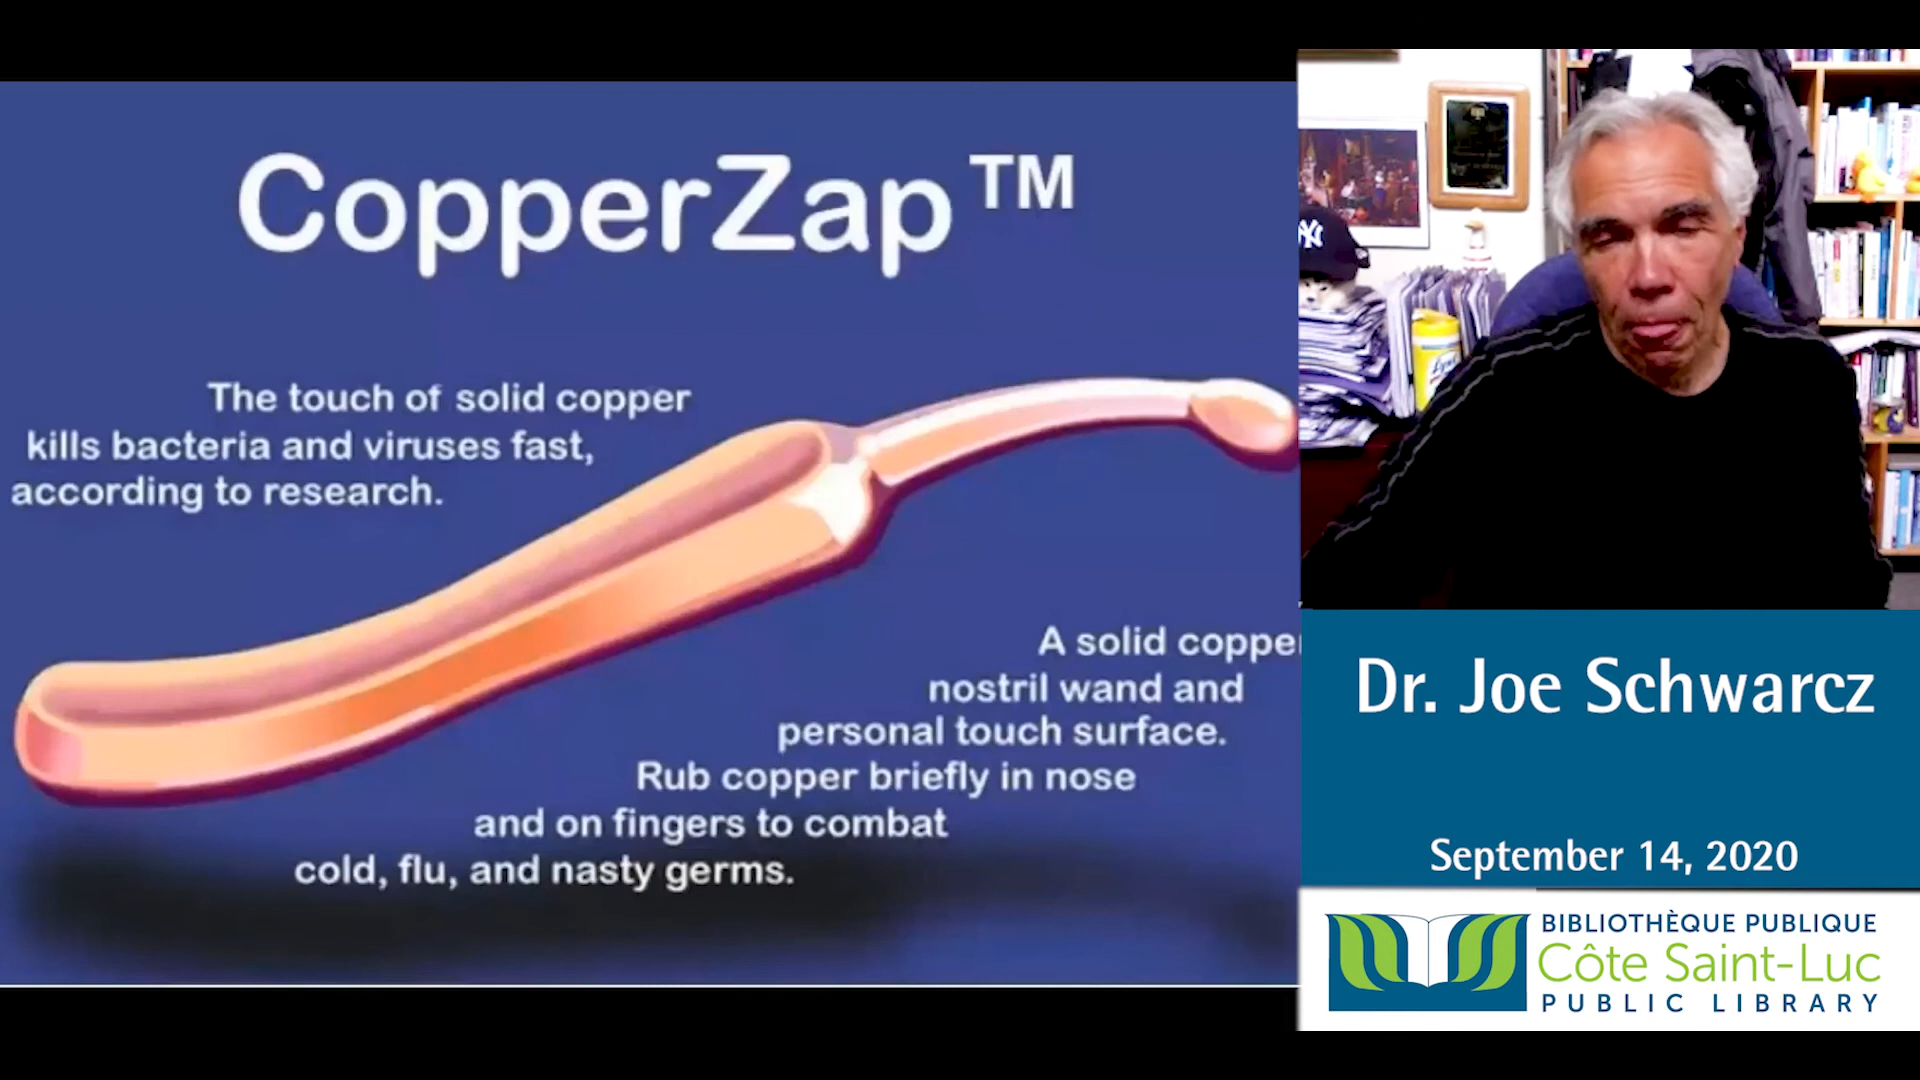 CopperZap™
The touch of solid copper
kills bacteria and viruses fast,
according to research.
A solid copper
nostril wand and
personal touch surface.
Rub copper briefly in nose
and on fingers to combat
cold, flu, and nasty germs.
NY
Dr. Joe Schwarcz
September 14, 2020
BIBLIOTHÈQUE PUBLIQUE
Côte Saint-Luc
PUBLIC LIBRARY